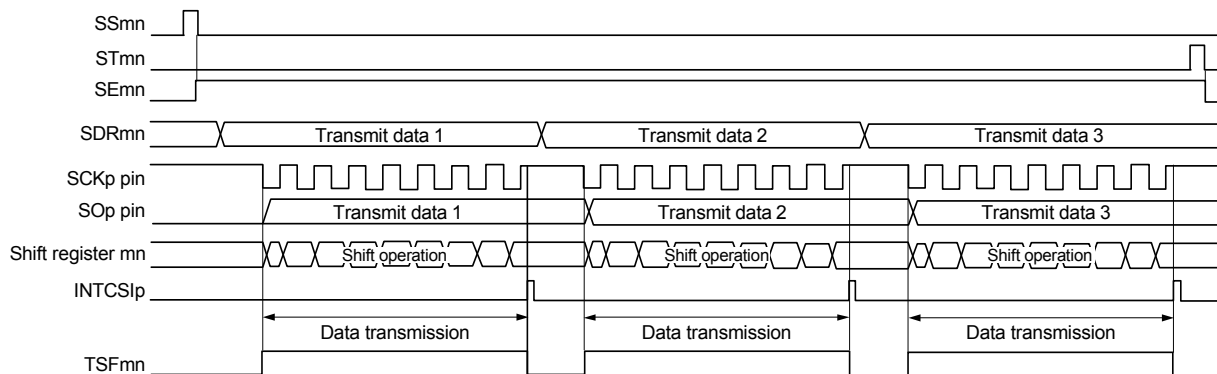 SSmn
STmn
SEmn
SDRmn Transmit data 1 Transmit data 2 Transmit data 3
SCKp pin
SOp pin Transmit data 1 Transmit data 2 Transmit data 3
Shift register mn Shift operation Shift operation Shift operation
INTCSIp
Data transmission Data transmission Data transmission
TSFmn